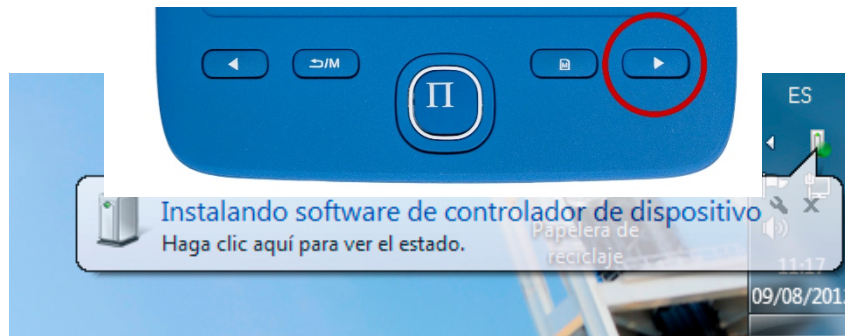 ⮌/M
M
Π
ES
Instalando software de controlador de dispositivo
Haga clic aquí para ver el estado.
Papelera de
reciclaje
11:17
09/08/201